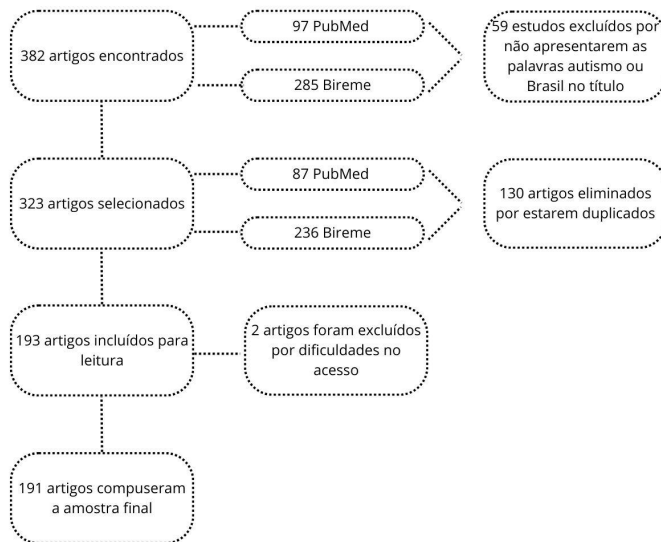 382 artigos encontrados
97 PubMed
285 Bireme
59 estudos excluídos por
não apresentarem as
palavras autismo ou
Brasil no título
323 artigos selecionados
87 PubMed
236 Bireme
130 artigos eliminados
por estarem duplicados
193 artigos incluídos para
leitura
2 artigos foram excluídos
por dificuldades no
acesso
191 artigos compuseram
a amostra final